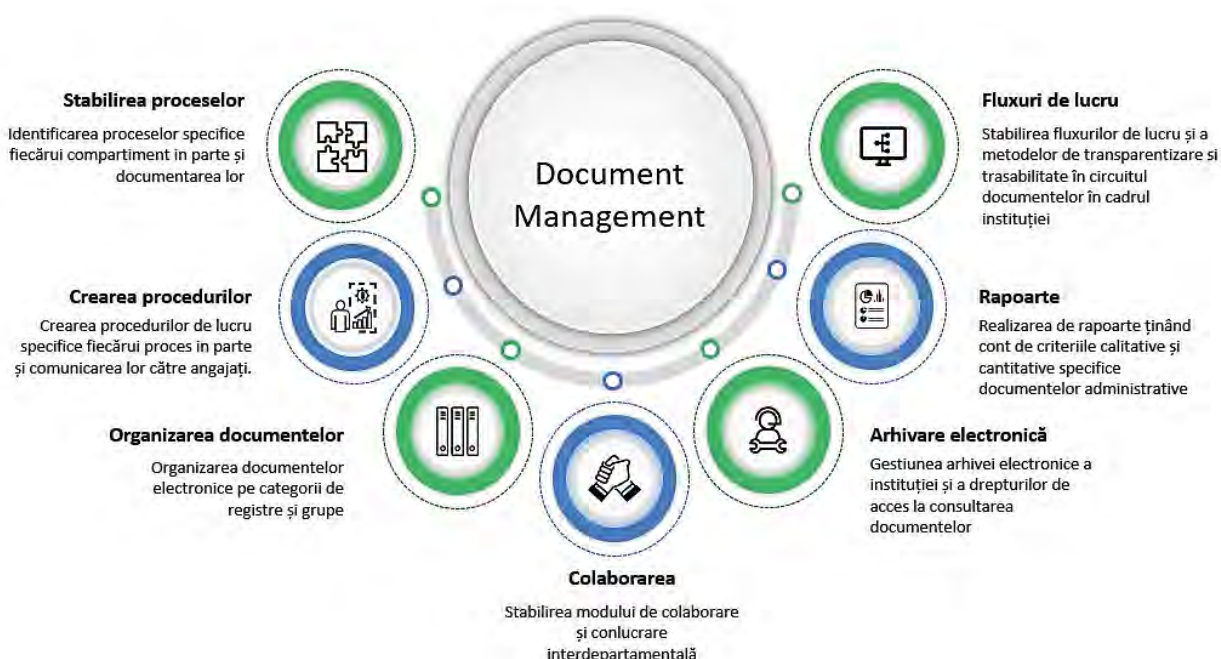 Document
Management
Stabilirea proceselor
Identificarea proceselor specifice
fiecărui compartiment in parte și
documentarea lor
Crearea procedurilor
Crearea procedurilor de lucru
specifice fiecărui proces in parte
și comunicarea lor către angajați.
Organizarea documentelor
Organizarea documentelor
electronice pe categorii de
registre și grupe
Colaborarea
Stabilirea modului de colaborare
și conlucrare
interdepartamentală
Arhivare electronică
Gestiunea arhivei electronice a
instituției și a drepturilor de
acces la consultarea
documentelor
Rapoarte
Realizarea de rapoarte ținând
cont de criteriile calitative și
cantitative specifice
documentelor administrative
Fluxuri de lucru
Stabilirea fluxurilor de lucru și a
metodelor de transparentizare si
trasabilitate în circuitul
documentelor în cadrul
instituției